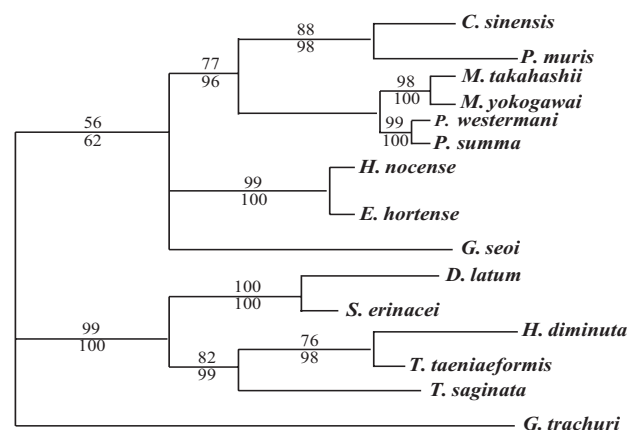 C. sinensis
88
98
P. muris
77
96
M. takahashii
98
100
M. yokogawai
P. westermani
99
100
P. summa
56
62
H. nocense
99
100
E. hortense
G. seoi
D. latum
100
100
S. erinacei
99
100
H. diminuta
76
98
82
99
T. taeniaeformis
T. saginata
G. trachuri